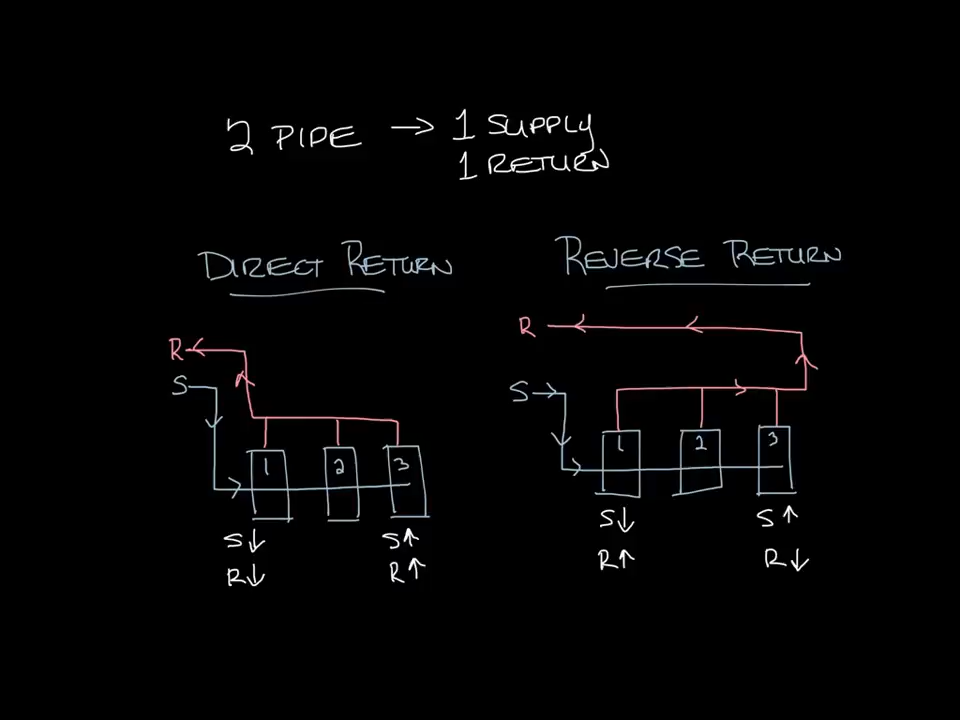 2 PIPE → 1 SUPPLY
1 RETURN
DIRECT RETURN
REVERSE RETURN
R
S
1 2 3
S↓ S↑
R↓ R↑
R
S
1 2 3
S↓ S↑
R↑ R↓